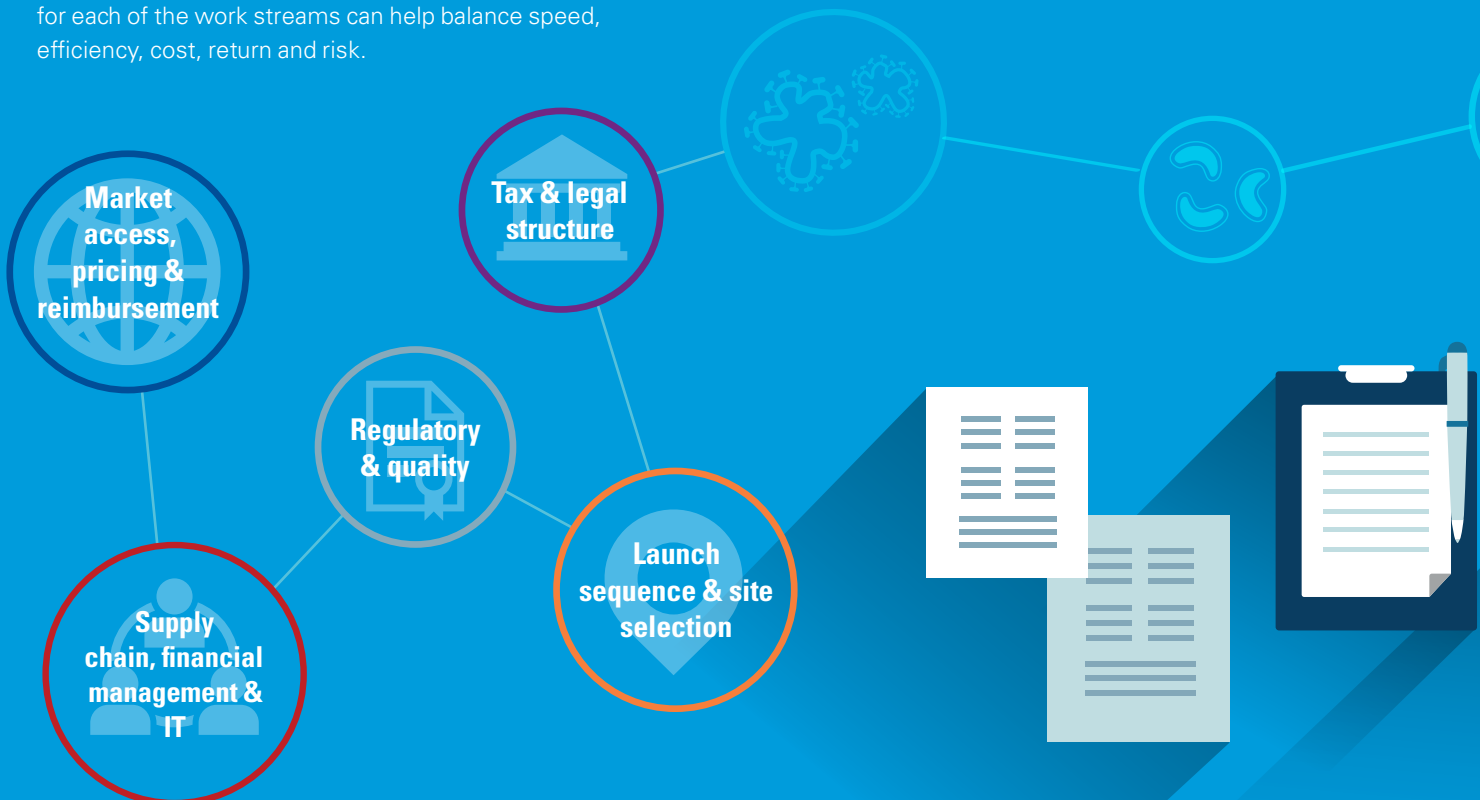 for each of the work streams can help balance speed,
efficiency, cost, return and risk.
Market
access,
pricing &
reimbursement
Tax & legal
structure
Regulatory
& quality
Launch
sequence & site
selection
Supply
chain, financial
management &
IT